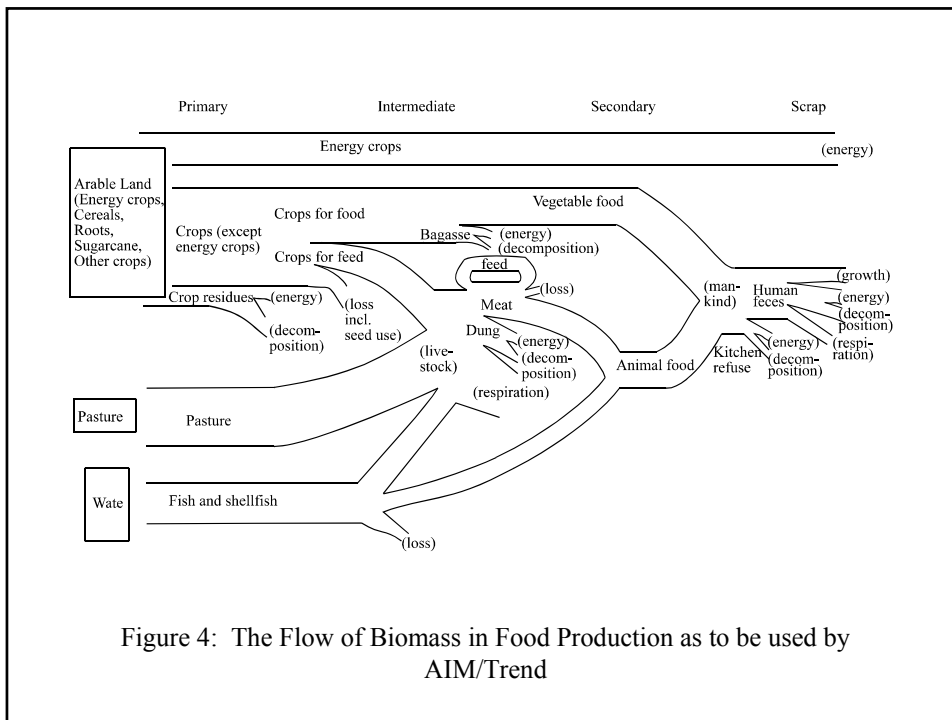 Primary Intermediate Secondary Scrap
Energy crops
(energy)
Arable Land
(Energy crops,
Cereals,
Roots,
Sugarcane,
Other crops)
Crops (except
energy crops)
Crops for food
Crops for feed
Vegetable food
Bagasse
(energy)
(decomposition)
feed
(loss)
Crop residues
(energy)
(decom-
position)
(loss
incl.
seed use)
Meat
Dung
(energy)
(decom-
position)
(live-
stock)
(respiration)
Animal food
(man-
kind)
Human
feces
(growth)
(energy)
(decom-
position)
(respi-
ration)
Kitchen
refuse
(energy)
(decom-
position)
Pasture
Pasture
Wate
Fish and shellfish
(loss)
Figure 4: The Flow of Biomass in Food Production as to be used by
AIM/Trend